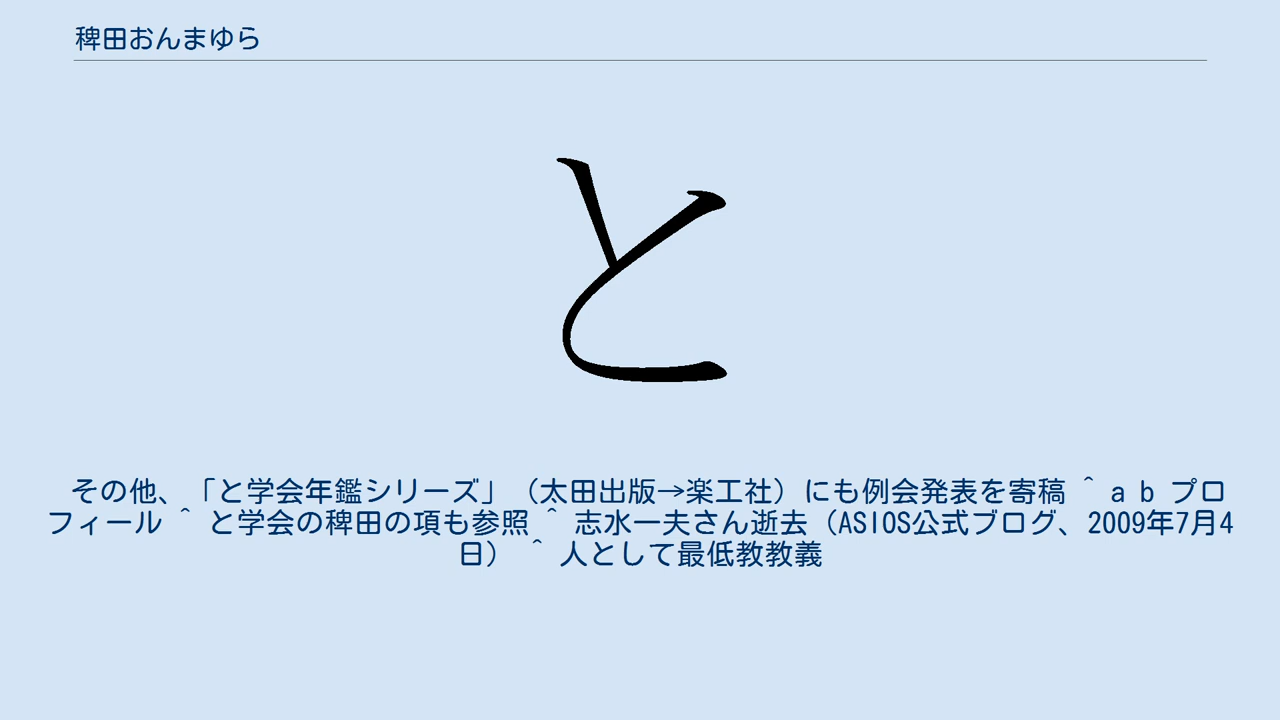 稗田おんまゆら
と
その他、「と学会年鑑シリーズ」（太田出版→楽工社）にも例会発表を寄稿 ^ a b プロ
フィール ^ と学会の稗田の項も参照 ^ 志水一夫さん逝去（ASIOS公式ブログ、2009年7月4
日） ^ 人として最低教教義